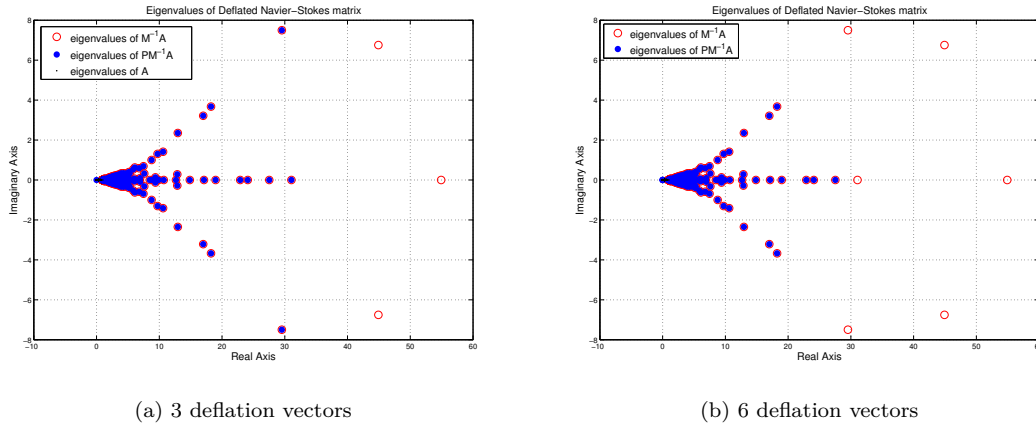 Eigenvalues of Deflated Navier−Stokes matrix
8
6
4
2
0
−2
−4
−6
−8
Imaginary Axis
eigenvalues of M⁻¹A
eigenvalues of PM⁻¹A
eigenvalues of A
−10
0
10
20
30
40
50
60
Real Axis
(a) 3 deflation vectors
Eigenvalues of Deflated Navier−Stokes matrix
8
6
4
2
0
−2
−4
−6
−8
Imaginary Axis
eigenvalues of M⁻¹A
eigenvalues of PM⁻¹A
−10
0
10
20
30
40
50
60
Real Axis
(b) 6 deflation vectors